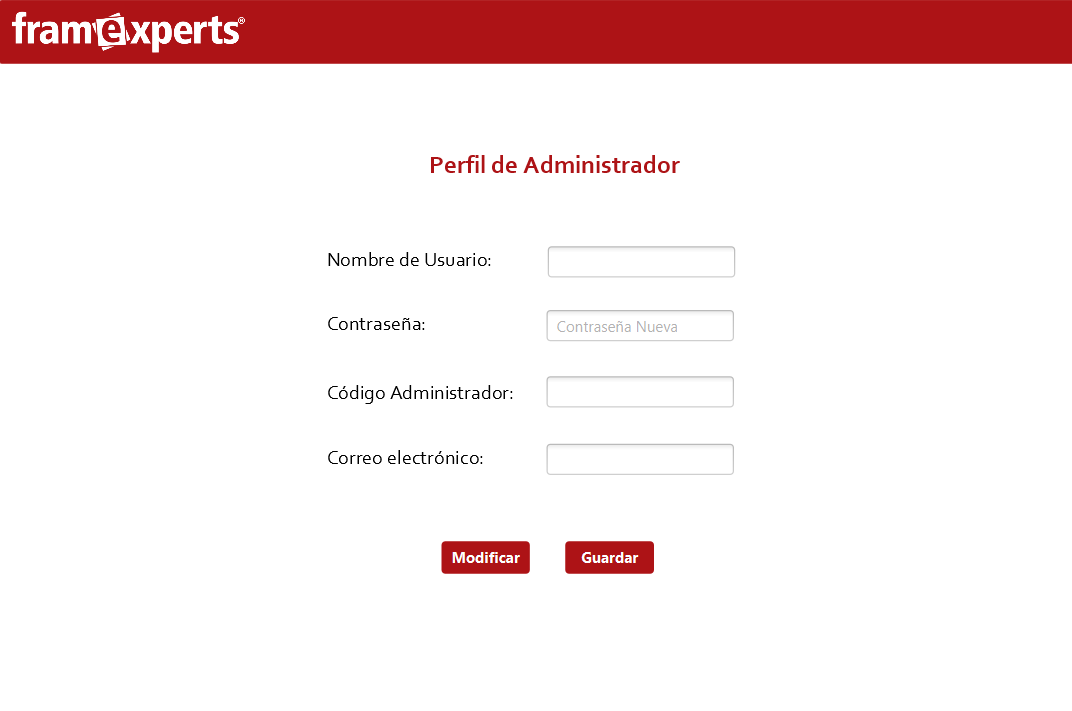 framexperts®
Perfil de Administrador
Nombre de Usuario:
Contraseña:
Contraseña Nueva
Código Administrador:
Correo electrónico:
Modificar
Guardar